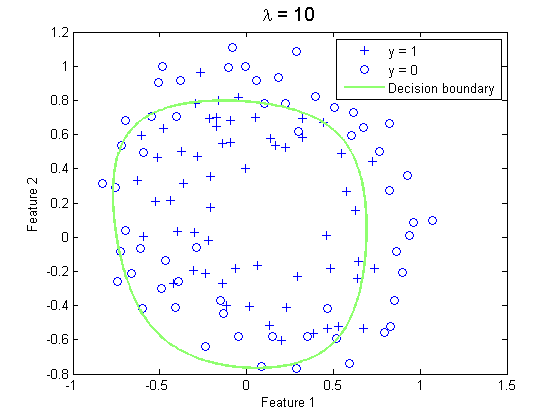 λ = 10
y = 1
y = 0
Decision boundary
1.2
1
0.8
0.6
0.4
0.2
0
-0.2
-0.4
-0.6
-0.8
Feature 2
-1
-0.5
0
0.5
1
1.5
Feature 1